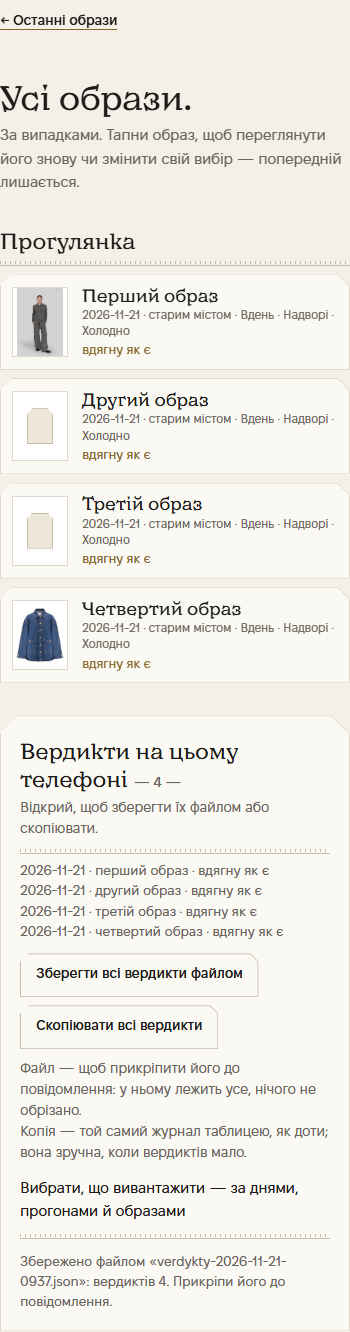 ← Останні образи
Усі образи.
За випадками. Тапни образ, щоб переглянути
його знову чи змінити свій вибір — попередній
лишається.
Прогулянка
Перший образ
2026-11-21 · старим містом · Вдень · Надворі ·
Холодно
вдягну як є
Другий образ
2026-11-21 · старим містом · Вдень · Надворі ·
Холодно
вдягну як є
Третій образ
2026-11-21 · старим містом · Вдень · Надворі ·
Холодно
вдягну як є
Четвертий образ
2026-11-21 · старим містом · Вдень · Надворі ·
Холодно
вдягну як є
Вердикти на цьому
телефоні — 4 —
Відкрий, щоб зберегти їх файлом або
скопіювати.
2026-11-21 · перший образ · вдягну як є
2026-11-21 · другий образ · вдягну як є
2026-11-21 · третій образ · вдягну як є
2026-11-21 · четвертий образ · вдягну як є
Зберегти всі вердикти файлом
Скопіювати всі вердикти
Файл — щоб прикріпити його до
повідомлення: у ньому лежить усе, нічого не
обрізано.
Копія — той самий журнал таблицею, як доти;
вона зручна, коли вердиктів мало.
Вибрати, що вивантажити — за днями,
прогонами й образами
Збережено файлом «verdykty-2026-11-21-
0937.json»: вердиктів 4. Прикріпи його до
повідомлення.